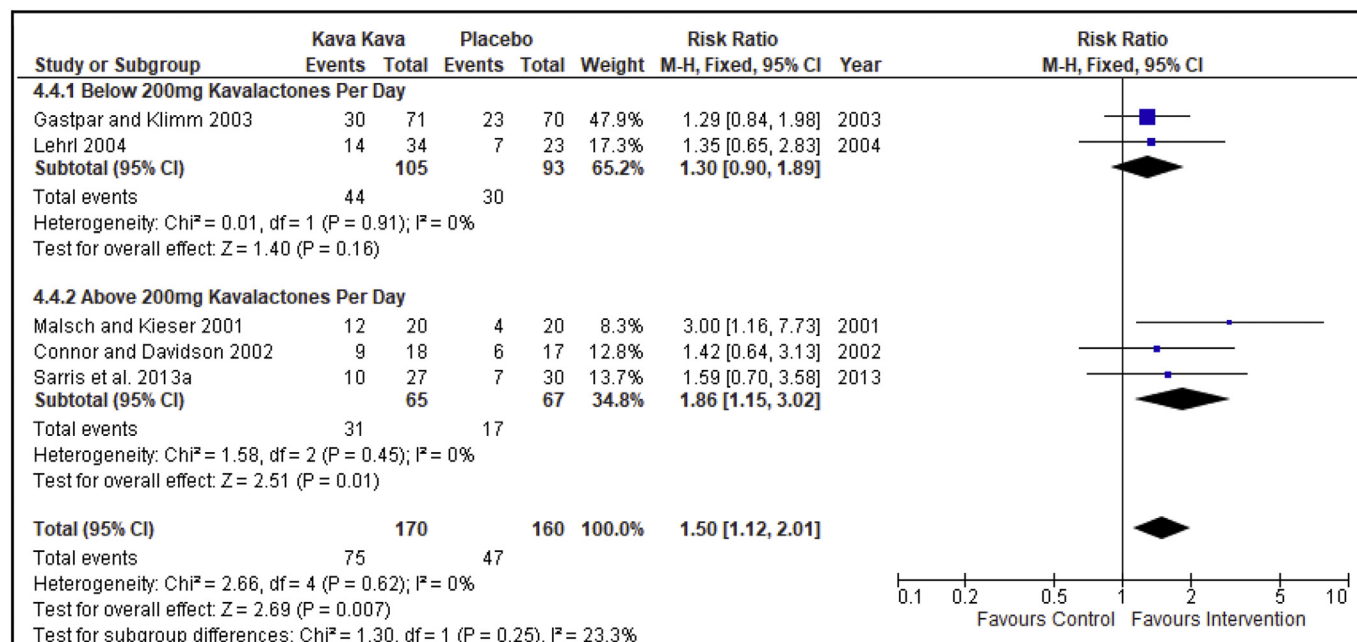 Kava Kava Placebo Risk Ratio Risk Ratio
Study or Subgroup Events Total Events Total Weight M-H, Fixed, 95% CI Year M-H, Fixed, 95% CI
4.4.1 Below 200mg Kavalactones Per Day
Gastpar and Klimm 2003 30 71 23 70 47.9% 1.29 [0.84, 1.98] 2003
Lehrl 2004 14 34 7 23 17.3% 1.35 [0.65, 2.83] 2004
Subtotal (95% CI) 105 93 65.2% 1.30 [0.90, 1.89]
Total events 44 30
Heterogeneity: Chi² = 0.01, df = 1 (P = 0.91); I² = 0%
Test for overall effect: Z = 1.40 (P = 0.16)
4.4.2 Above 200mg Kavalactones Per Day
Malsch and Kieser 2001 12 20 4 20 8.3% 3.00 [1.16, 7.73] 2001
Connor and Davidson 2002 9 18 6 17 12.8% 1.42 [0.64, 3.13] 2002
Sarris et al. 2013a 10 27 7 30 13.7% 1.59 [0.70, 3.58] 2013
Subtotal (95% CI) 65 67 34.8% 1.86 [1.15, 3.02]
Total events 31 17
Heterogeneity: Chi² = 1.58, df = 2 (P = 0.45); I² = 0%
Test for overall effect: Z = 2.51 (P = 0.01)
Total (95% CI) 170 160 100.0% 1.50 [1.12, 2.01]
Total events 75 47
Heterogeneity: Chi² = 2.66, df = 4 (P = 0.62); I² = 0%
Test for overall effect: Z = 2.69 (P = 0.007)
Test for subgroup differences: Chi² = 1.30, df = 1 (P = 0.25), I² = 23.3%
0.1 0.2 0.5 1 2 5 10
Favours Control Favours Intervention